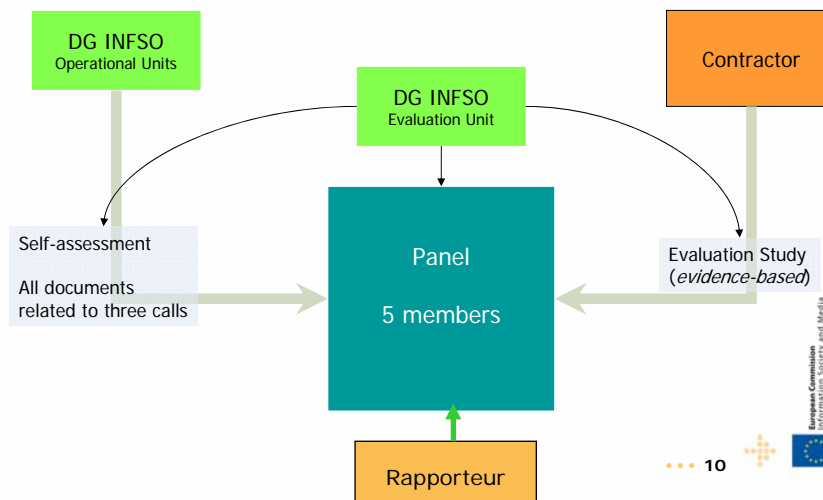 DG INFSO
Operational Units
Contractor
DG INFSO
Evaluation Unit
Self-assessment
All documents
related to three calls
Panel
5 members
Evaluation Study
(evidence-based)
European Commission
Information Society and Media
Rapporteur
10